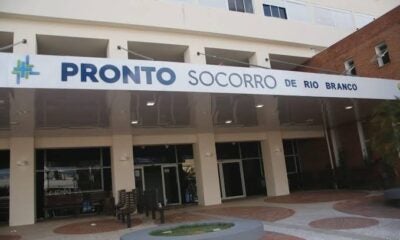 PRONTO SOCORRO DE RIO BRANCO